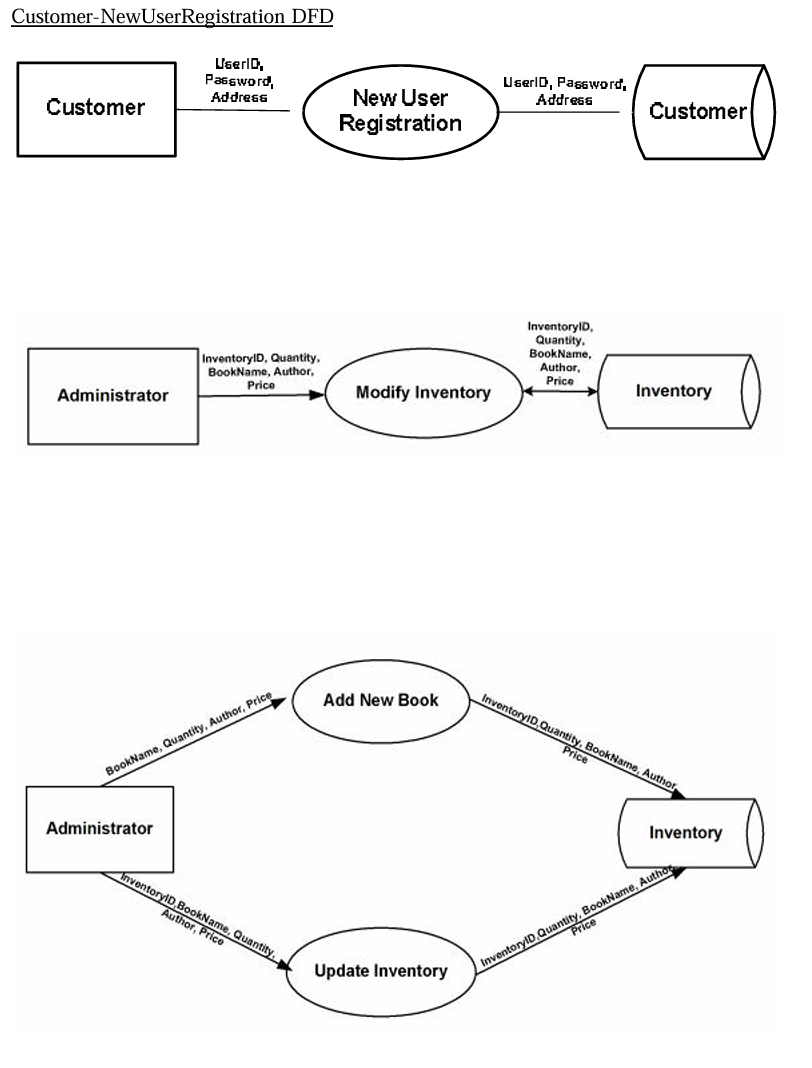 Customer-NewUserRegistration DFD
Customer
UserID,
Password,
Address
New User
Registration
UserID, Password,
Address
Customer
Administrator
InventoryID, Quantity,
BookName, Author,
Price
Modify Inventory
InventoryID,
Quantity,
BookName,
Author,
Price
Inventory
BookName, Quantity, Author, Price
Add New Book
InventoryID,Quantity, BookName, Author
Price
Administrator
Inventory
InventoryID,BookName, Quantity,
Author, Price
Update Inventory
InventoryID,Quantity, BookName, Author
Price